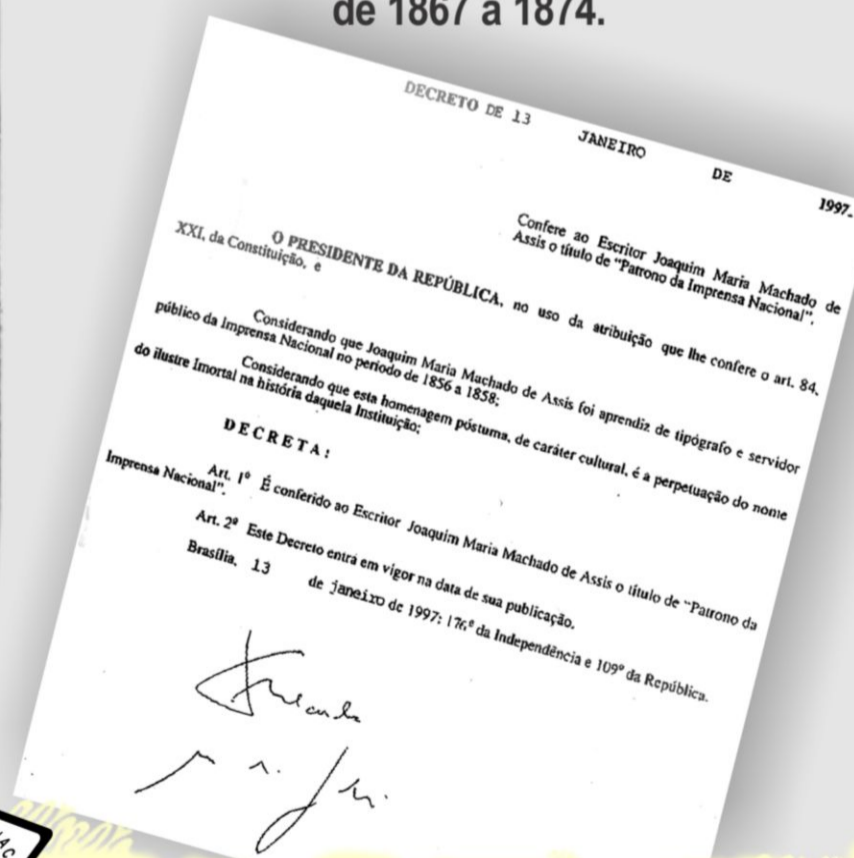 de 1867 a 1874.
DECRETO DE 13 JANEIRO DE 1997.
Confere ao Escritor Joaquim Maria Machado de
Assis o título de "Patrono da Imprensa Nacional".
O PRESIDENTE DA REPÚBLICA, no uso da atribuição que lhe confere o art. 84,
XXI, da Constituição, e
Considerando que Joaquim Maria Machado de Assis foi aprendiz de tipógrafo e servidor
público da Imprensa Nacional no período de 1856 a 1858;
Considerando que esta homenagem póstuma, de caráter cultural, é a perpetuação do nome
do ilustre Imortal na história daquela Instituição;
DECRETA:
Art. 1º É conferido ao Escritor Joaquim Maria Machado de Assis o título de "Patrono da
Imprensa Nacional".
Art. 2º Este Decreto entra em vigor na data de sua publicação.
Brasília, 13 de janeiro de 1997; 176º da Independência e 109º da República.